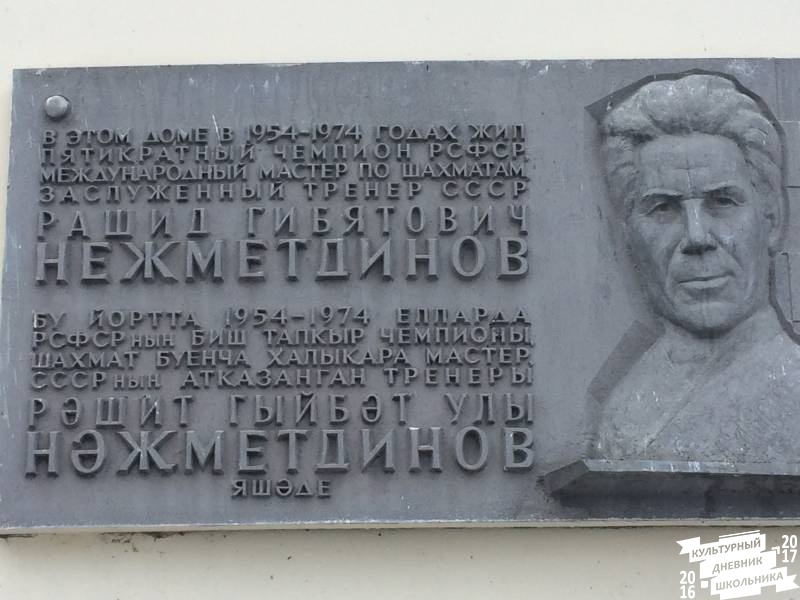 В ЭТОМ ДОМЕ В 1954-1974 ГОДАХ ЖИЛ
ПЯТИКРАТНЫЙ ЧЕМПИОН РСФСР,
МЕЖДУНАРОДНЫЙ МАСТЕР ПО ШАХМАТАМ,
ЗАСЛУЖЕННЫЙ ТРЕНЕР СССР
РАШИД ГИБЯТОВИЧ
НЕЖМЕТДИНОВ
БУ ЙОРТТА 1954-1974 ЕЛЛАРДА
РСФСРНЫҢ БИШ ТАПКЫР ЧЕМПИОНЫ,
ШАХМАТ БУЕНЧА ХАЛЫКАРА МАСТЕР
СССРНЫҢ АТКАЗАНГАН ТРЕНЕРЫ
РӘШИТ ГЫЙБӘТ УЛЫ
НӘЖМЕТДИНОВ
ЯШӘДЕ
КУЛЬТУРНЫЙ
ДНЕВНИК
ШКОЛЬНИКА
2016
2017